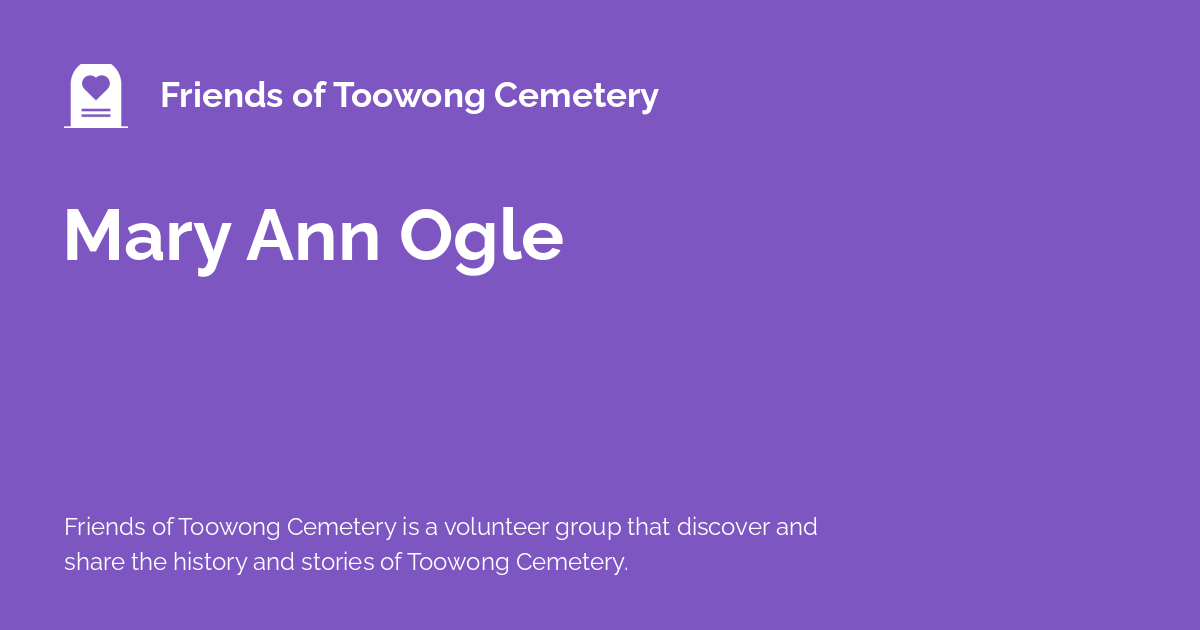 Friends of Toowong Cemetery
Mary Ann Ogle
Friends of Toowong Cemetery is a volunteer group that discover and
share the history and stories of Toowong Cemetery.